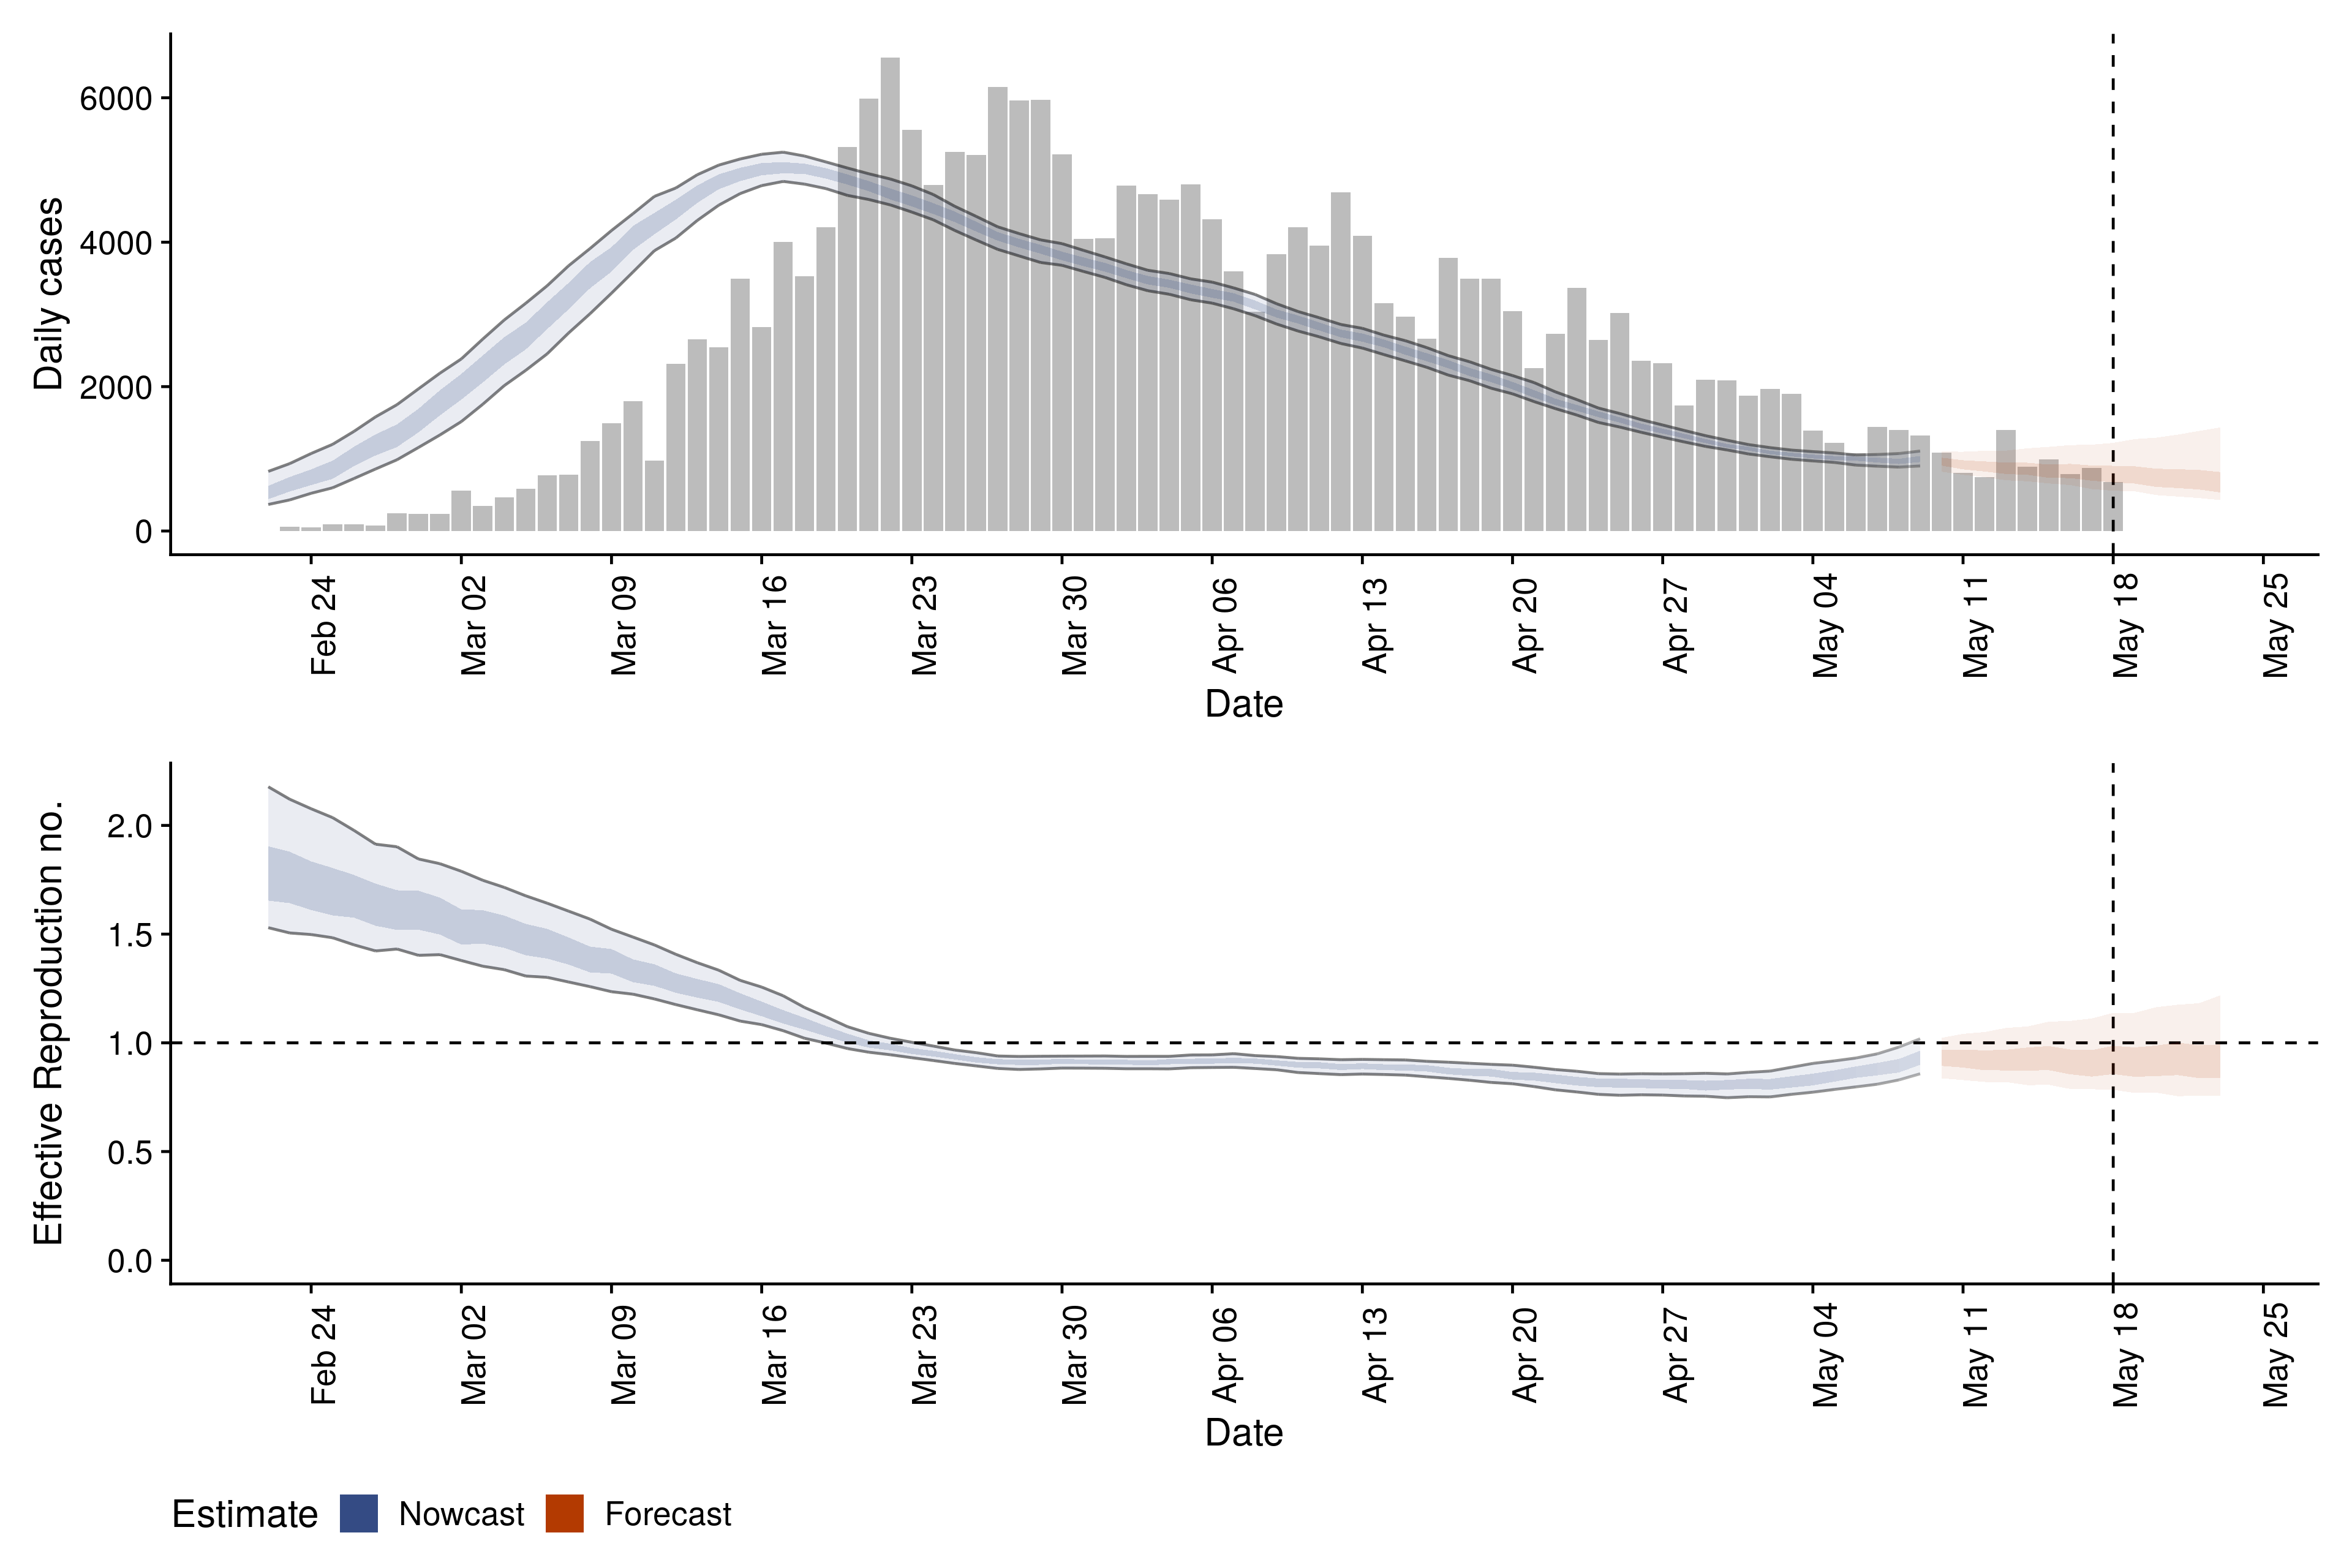 Daily cases
6000
4000
2000
0
Feb 24
Mar 02
Mar 09
Mar 16
Mar 23
Mar 30
Apr 06
Apr 13
Apr 20
Apr 27
May 04
May 11
May 18
May 25
Date
Effective Reproduction no.
2.0
1.5
1.0
0.5
0.0
Feb 24
Mar 02
Mar 09
Mar 16
Mar 23
Mar 30
Apr 06
Apr 13
Apr 20
Apr 27
May 04
May 11
May 18
May 25
Date
Estimate Nowcast Forecast